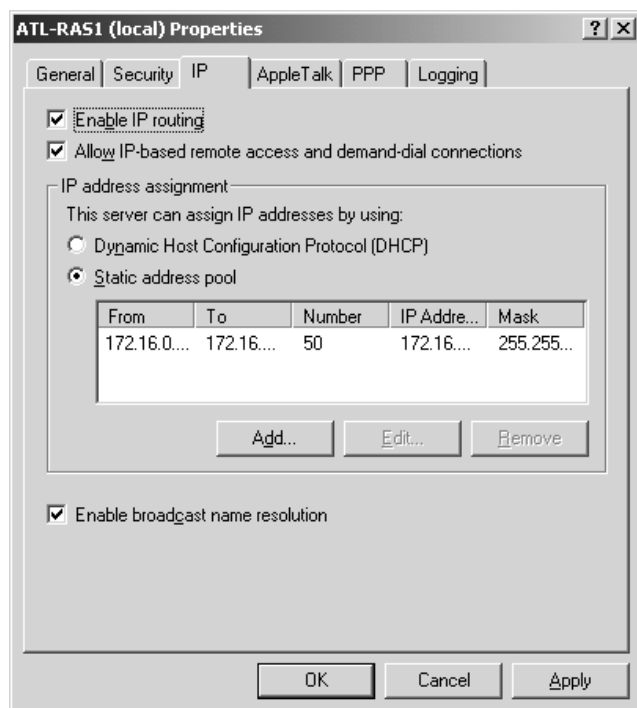 ATL-RAS1 (local) Properties
General Security IP AppleTalk PPP Logging
Enable IP routing
Allow IP-based remote access and demand-dial connections
IP address assignment
This server can assign IP addresses by using:
Dynamic Host Configuration Protocol (DHCP)
Static address pool
From To Number IP Addre... Mask
172.16.0.... 172.16.... 50 172.16.... 255.255...
Add... Edit... Remove
Enable broadcast name resolution
OK Cancel Apply